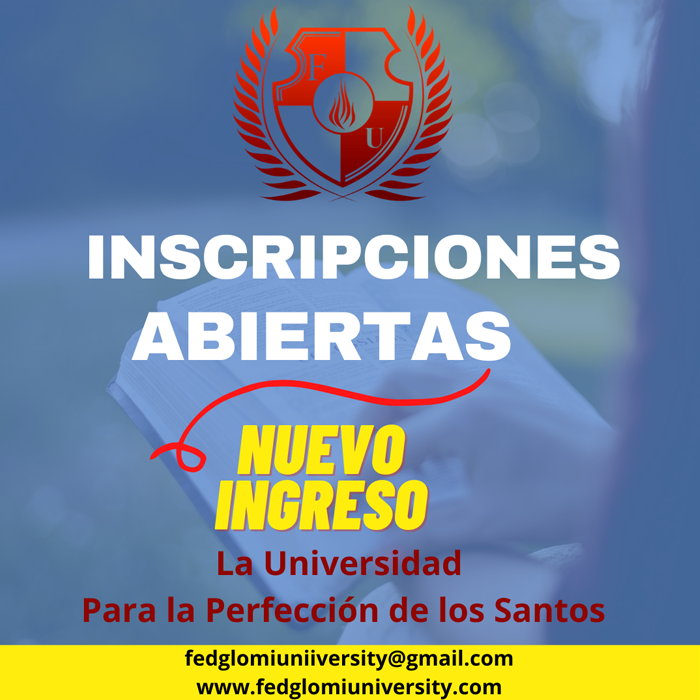 F
U
INSCRIPCIONES
ABIERTAS
NUEVO
INGRESO
La Universidad
Para la Perfección de los Santos
fedglomiuniiversity@gmail.com
www.fedglomiuniversity.com